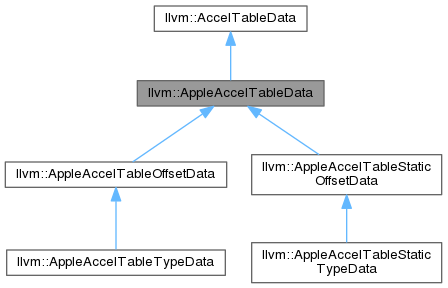 llvm::AccelTableData
llvm::AppleAccelTableData
llvm::AppleAccelTableOffsetData
llvm::AppleAccelTableStatic
OffsetData
llvm::AppleAccelTableTypeData
llvm::AppleAccelTableStatic
TypeData